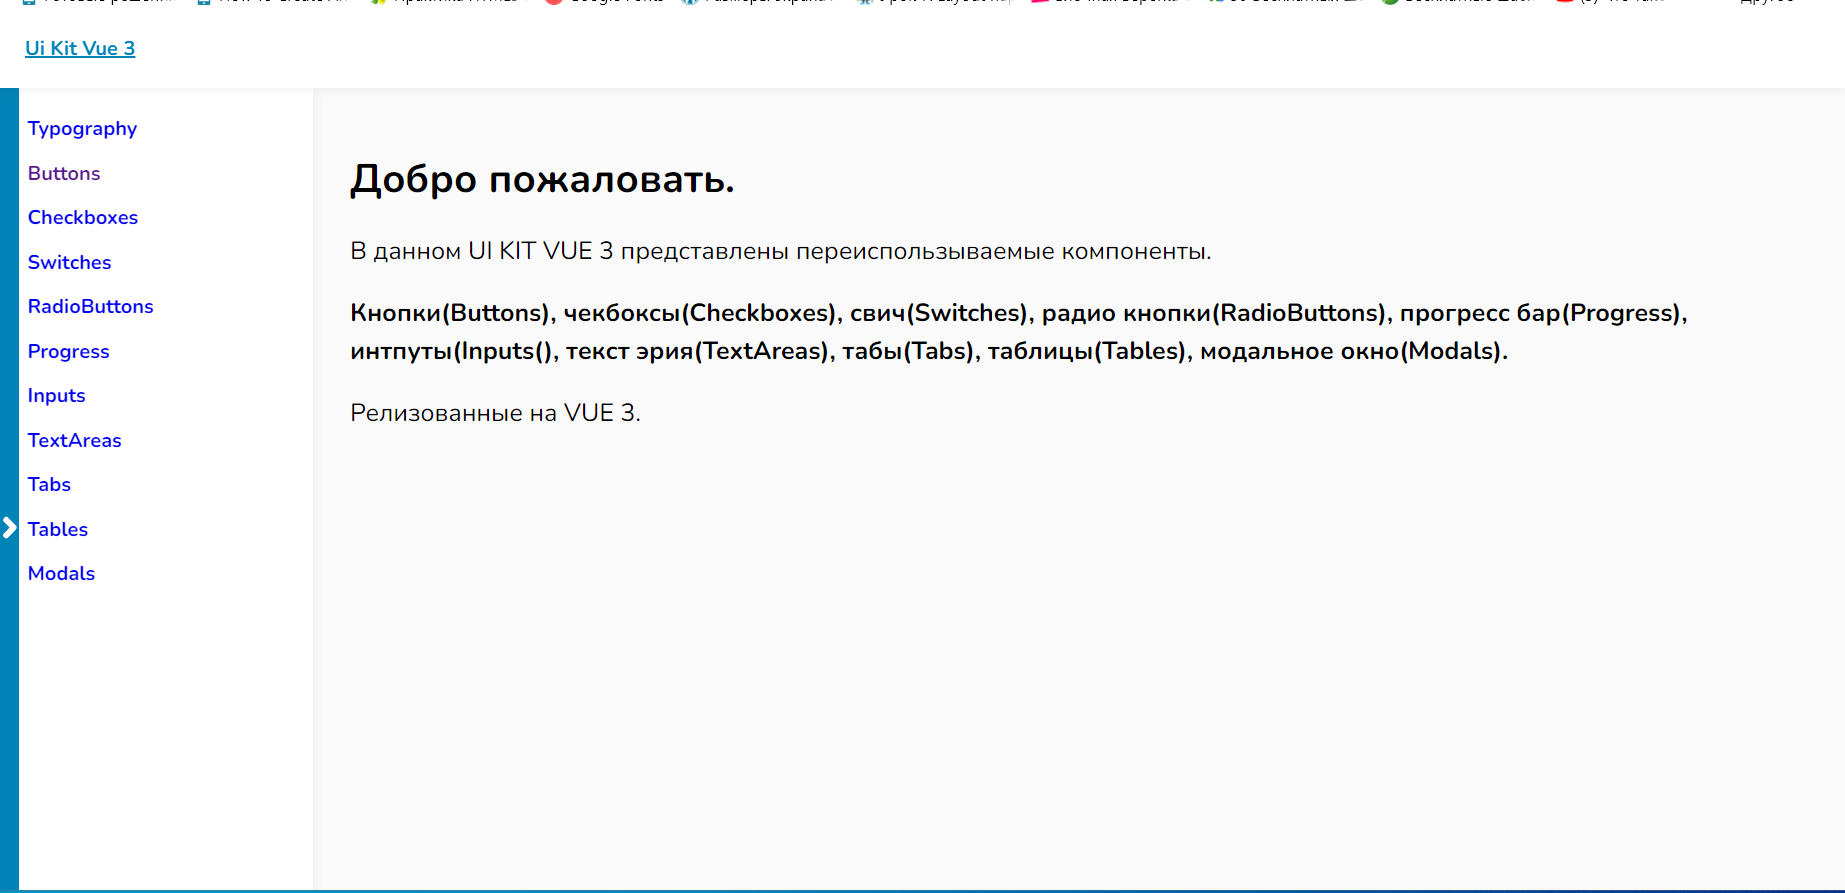 Ui Kit Vue 3
Typography
Buttons
Checkboxes
Switches
RadioButtons
Progress
Inputs
TextAreas
Tabs
Tables
Modals
Добро пожаловать.
В данном UI KIT VUE 3 представлены переиспользываемые компоненты.
Кнопки(Buttons), чекбоксы(Checkboxes), свич(Switches), радио кнопки(RadioButtons), прогресс бар(Progress),
интпуты(Inputs(), текст эрия(TextAreas), табы(Tabs), таблицы(Tables), модальное окно(Modals).
Релизованные на VUE 3.